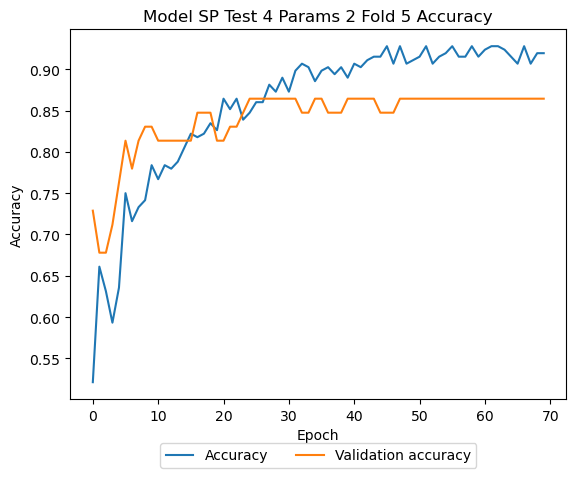 Model SP Test 4 Params 2 Fold 5 Accuracy
Accuracy
0.90
0.85
0.80
0.75
0.70
0.65
0.60
0.55
0 10 20 30 40 50 60 70
Epoch
Accuracy Validation accuracy